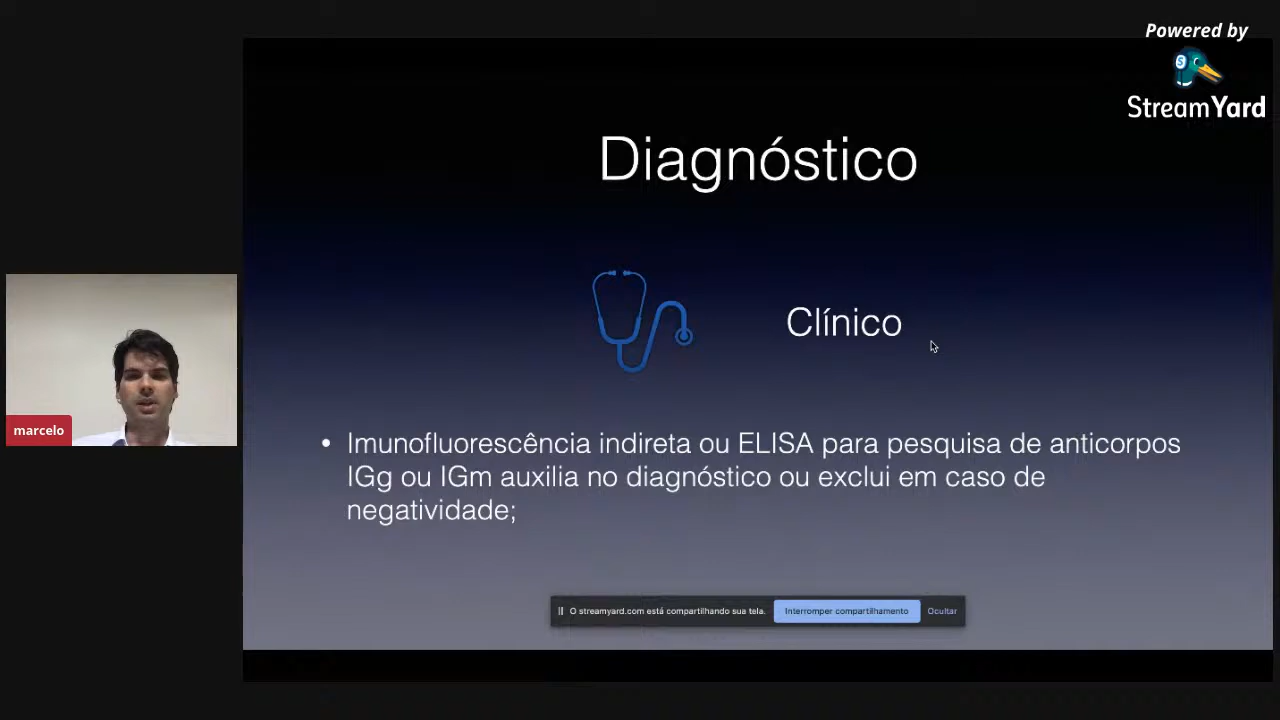 Powered by
StreamYard
Diagnóstico
Clínico
marcelo
• Imunofluorescência indireta ou ELISA para pesquisa de anticorpos
IGg ou IGm auxilia no diagnóstico ou exclui em caso de
negatividade;
O streamyard.com está compartilhando sua tela.
Interromper compartilhamento
Ocultar